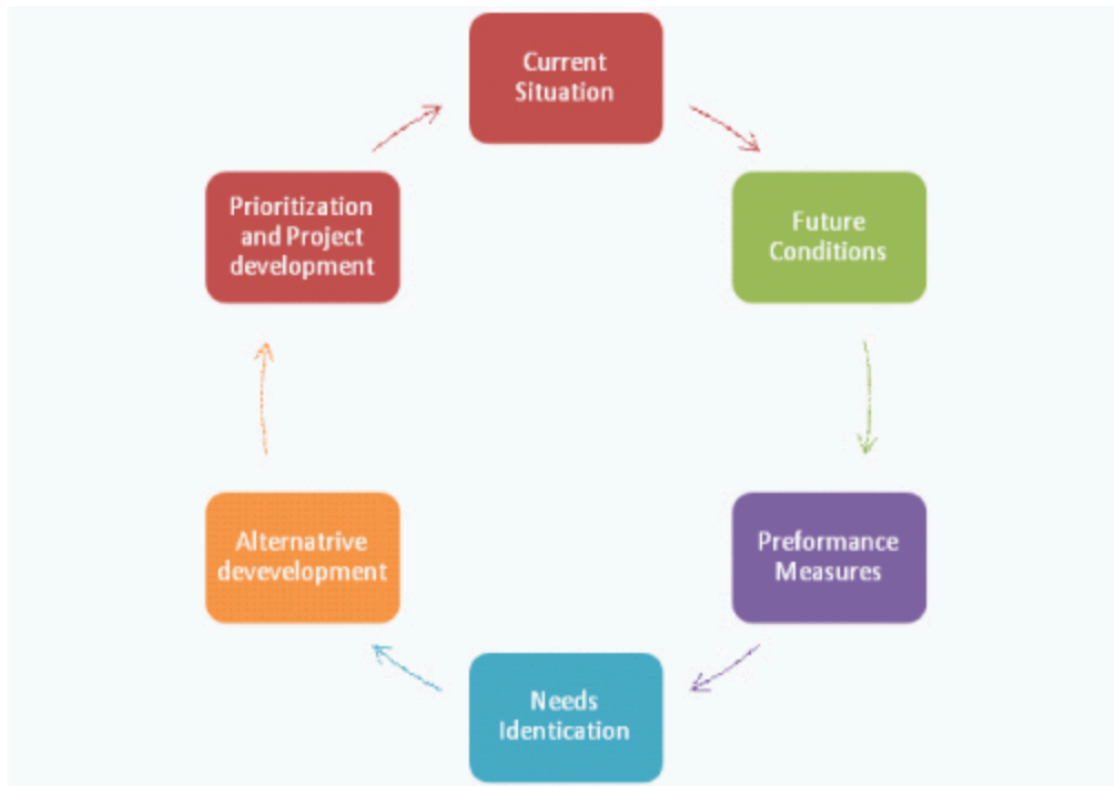 Current
Situation
Future
Conditions
Preformance
Measures
Needs
Identication
Alternatrive
devevelopment
Prioritization
and Project
development